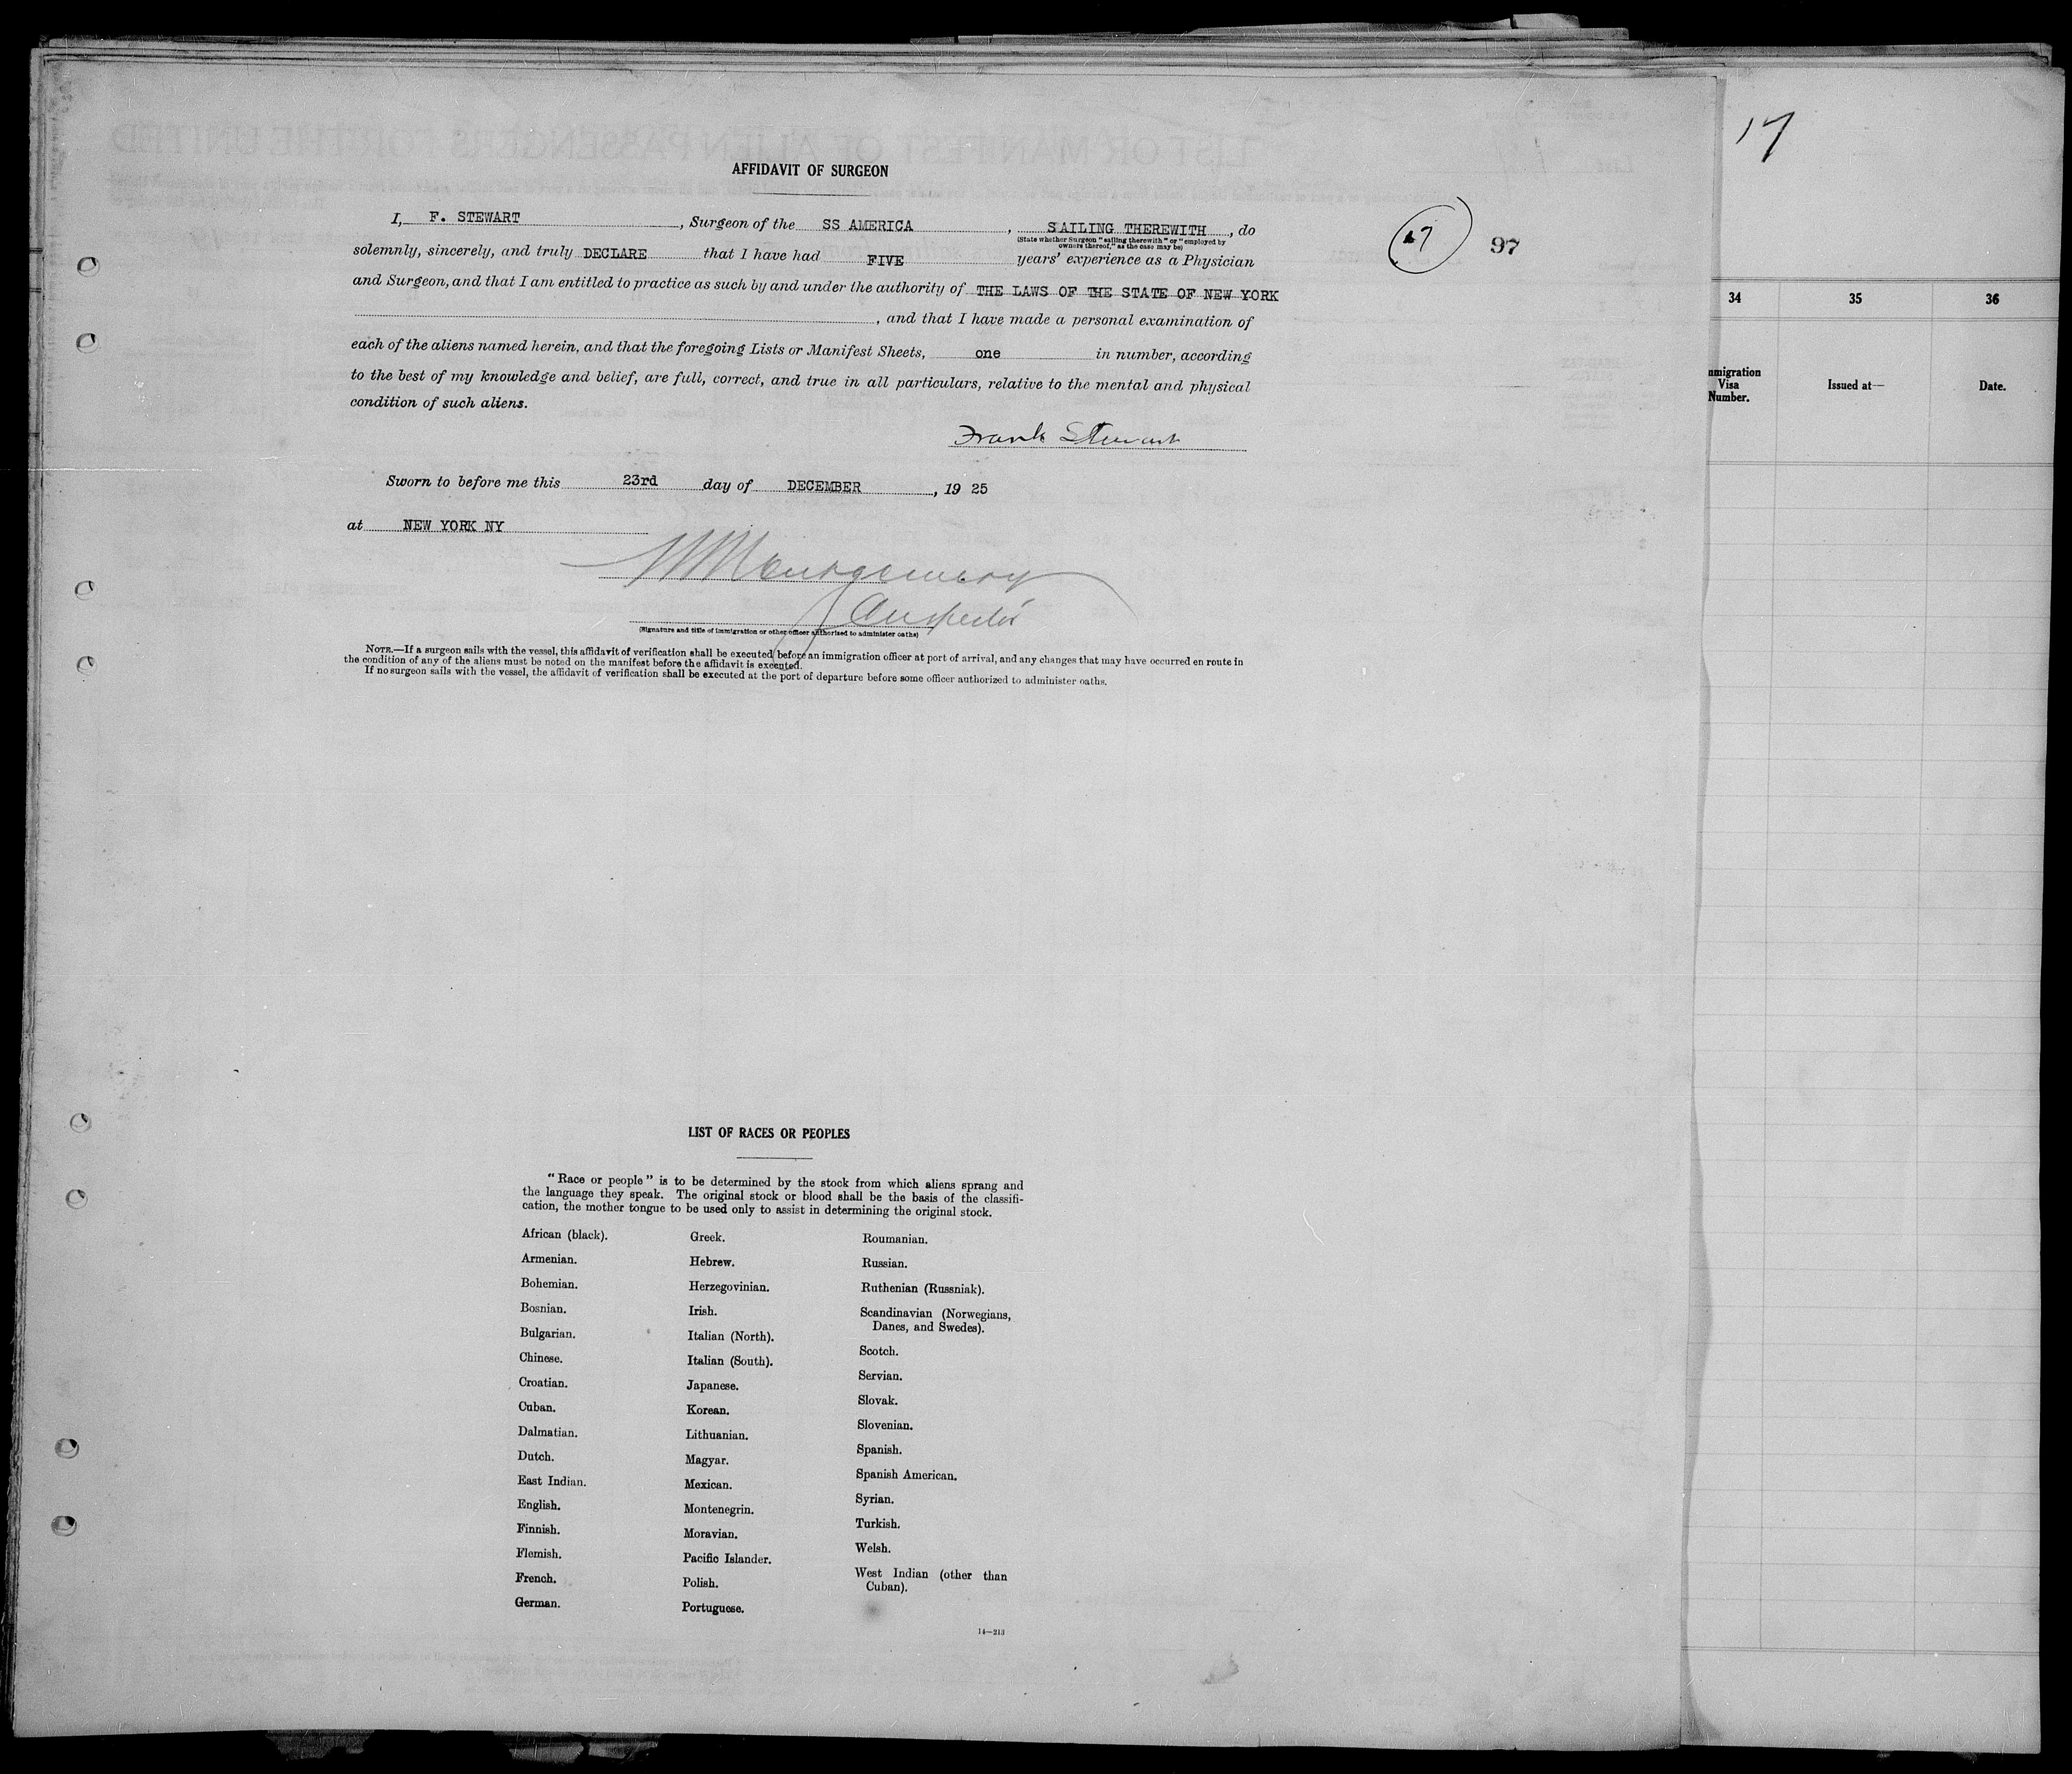 17
AFFIDAVIT OF SURGEON
I, F. STEWART, Surgeon of the SS AMERICA, SAILING THEREWITH, do
(State whether Surgeon "sailing therewith" or "employed by
owners thereof," as the case may be)
97
solemnly, sincerely, and truly DECLARE that I have had FIVE years' experience as a Physician
and Surgeon, and that I am entitled to practice as such by and under the authority of THE LAWS OF THE STATE OF NEW YORK
, and that I have made a personal examination of
each of the aliens named herein, and that the foregoing Lists or Manifest Sheets, one in number, according
to the best of my knowledge and belief, are full, correct, and true in all particulars, relative to the mental and physical
condition of such aliens.
Frank Stewart
Sworn to before me this 23rd day of DECEMBER, 19 25
at NEW YORK NY
Montgomery
Inspector
(Signature and title of immigration or other officer authorized to administer oaths)
NOTE.—If a surgeon sails with the vessel, this affidavit of verification shall be executed before an immigration officer at port of arrival, and any changes that may have occurred en route in
the condition of any of the aliens must be noted on the manifest before the affidavit is executed.
If no surgeon sails with the vessel, the affidavit of verification shall be executed at the port of departure before some officer authorized to administer oaths.
LIST OF RACES OR PEOPLES
"Race or people" is to be determined by the stock from which aliens sprang and
the language they speak. The original stock or blood shall be the basis of the classifi-
cation, the mother tongue to be used only to assist in determining the original stock.
African (black).
Armenian.
Bohemian.
Bosnian.
Bulgarian.
Chinese.
Croatian.
Cuban.
Dalmatian.
Dutch.
East Indian.
English.
Finnish.
Flemish.
French.
German.
Greek.
Hebrew.
Herzegovinian.
Irish.
Italian (North).
Italian (South).
Japanese.
Korean.
Lithuanian.
Magyar.
Mexican.
Montenegrin.
Moravian.
Pacific Islander.
Polish.
Portuguese.
Roumanian.
Russian.
Ruthenian (Russniak).
Scandinavian (Norwegians,
Danes, and Swedes).
Scotch.
Servian.
Slovak.
Slovenian.
Spanish.
Spanish American.
Syrian.
Turkish.
Welsh.
West Indian (other than
Cuban).
14—213
34 35 36
mmigration
Visa
Number.
Issued at—
Date.